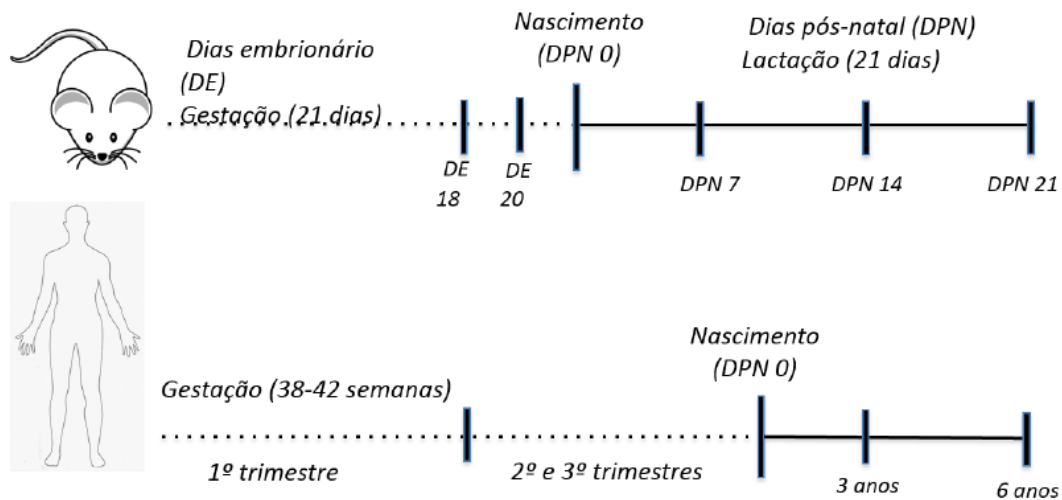 Dias embrionário
(DE)
Gestação (21 dias)
Nascimento
(DPN 0)
Dias pós-natal (DPN)
Lactação (21 dias)
DE
18
DE
20
DPN 7
DPN 14
DPN 21
Nascimento
(DPN 0)
Gestação (38-42 semanas)
1º trimestre
2º e 3º trimestres
3 anos
6 anos